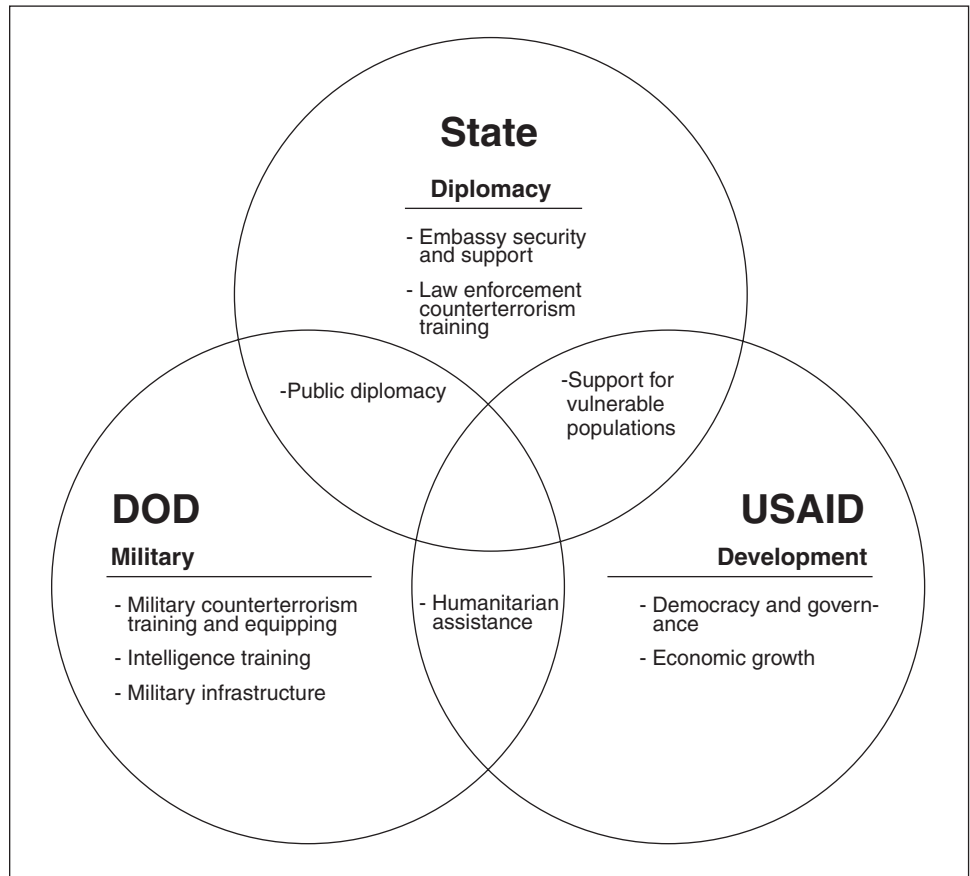 State
Diplomacy
- Embassy security
and support
- Law enforcement
counterterrorism
training
-Public diplomacy
-Support for
vulnerable
populations
DOD
Military
- Military counterterrorism
training and equipping
- Intelligence training
- Military infrastructure
- Humanitarian
assistance
USAID
Development
- Democracy and govern-
ance
- Economic growth